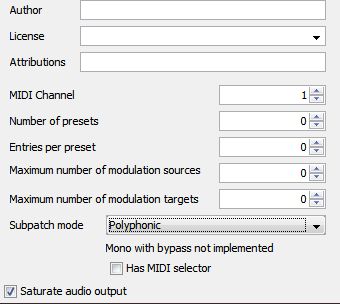 Author
License
Attributions
MIDI Channel 1
Number of presets 0
Entries per preset 0
Maximum number of modulation sources 0
Maximum number of modulation targets 0
Subpatch mode Polyphonic
Mono with bypass not implemented
Has MIDI selector
Saturate audio output